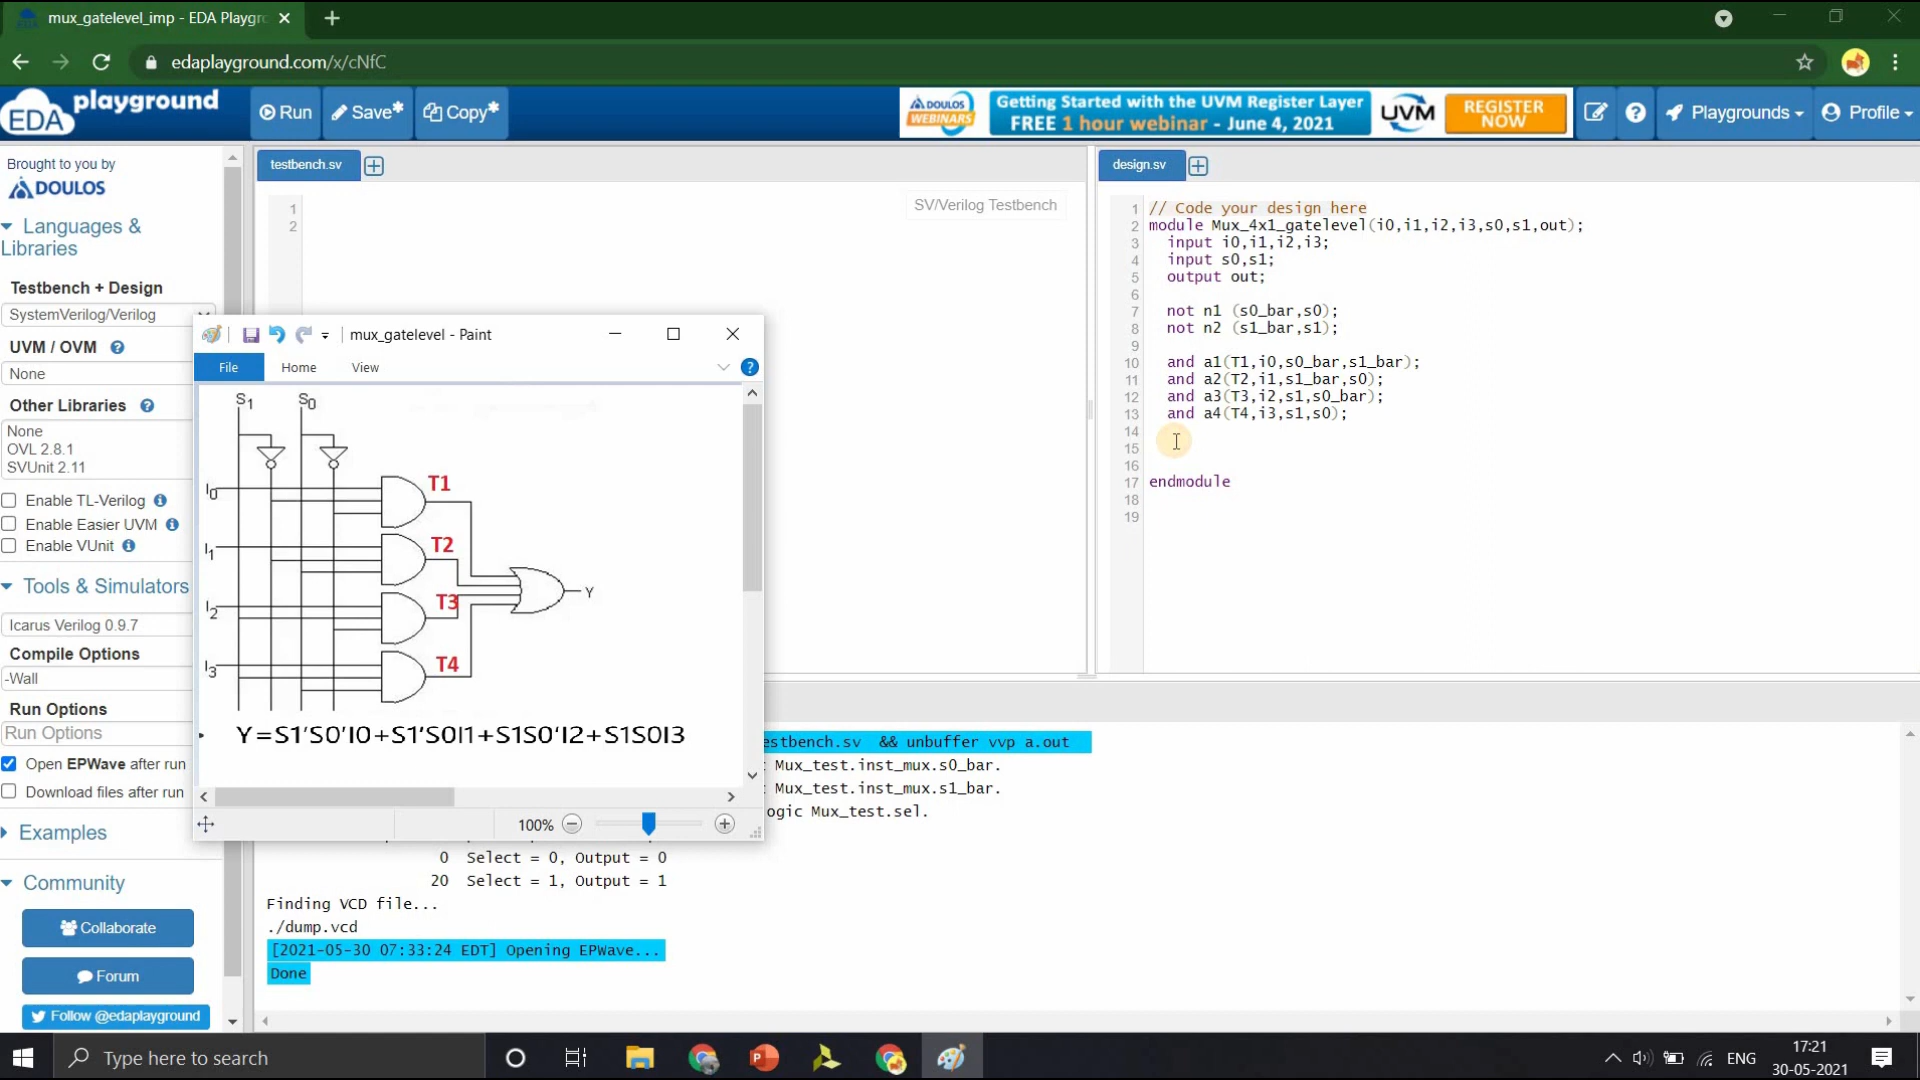 mux_gatelevel_imp - EDA Playgr
edaplayground.com/x/cNfC
EDA playground
Run
Save*
Copy*
DOULOS WEBINARS
Getting Started with the UVM Register Layer
FREE 1 hour webinar - June 4, 2021
UVM
REGISTER NOW
Playgrounds
Profile
Brought to you by
DOULOS
Languages & Libraries
Testbench + Design
SystemVerilog/Verilog
UVM / OVM
None
Other Libraries
None
OVL 2.8.1
SVUnit 2.11
Enable TL-Verilog
Enable Easier UVM
Enable VUnit
Tools & Simulators
Icarus Verilog 0.9.7
Compile Options
-Wall
Run Options
Run Options
Open EPWave after run
Download files after run
Examples
Community
Collaborate
Forum
Follow @edaplayground
testbench.sv
1
2
SV/Verilog Testbench
design.sv
1 // Code your design here
2 module Mux_4x1_gatelevel(i0,i1,i2,i3,s0,s1,out);
3 input i0,i1,i2,i3;
4 input s0,s1;
5 output out;
6
7 not n1 (s0_bar,s0);
8 not n2 (s1_bar,s1);
9
10 and a1(T1,i0,s0_bar,s1_bar);
11 and a2(T2,i1,s1_bar,s0);
12 and a3(T3,i2,s1,s0_bar);
13 and a4(T4,i3,s1,s0);
14
15
16
17 endmodule
18
19
mux_gatelevel - Paint
File
Home
View
S1
S0
I0
T1
I1
T2
I2
T3
Y
I3
T4
Y=S1'S0'I0+S1'S0I1+S1S0'I2+S1S0I3
100%
estbench.sv && unbuffer vvp a.out
Mux_test.inst_mux.s0_bar.
Mux_test.inst_mux.s1_bar.
ogic Mux_test.sel.
0 Select = 0, Output = 0
20 Select = 1, Output = 1
Finding VCD file...
./dump.vcd
[2021-05-30 07:33:24 EDT] Opening EPWave...
Done
Type here to search
ENG
17:21
30-05-2021